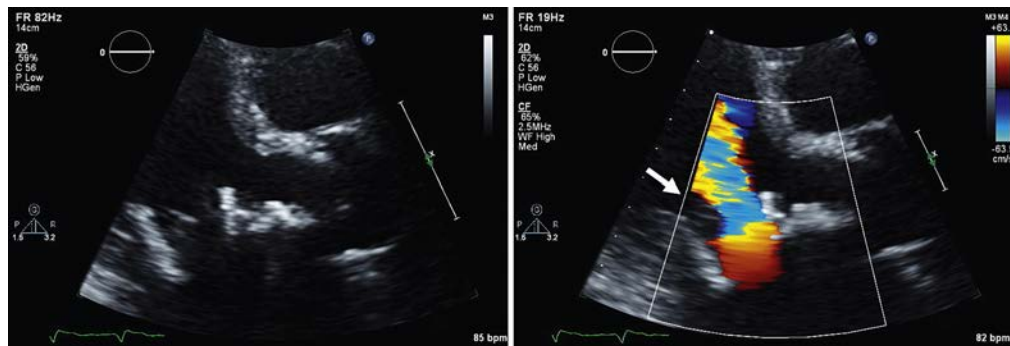 FR 82Hz
14cm
2D
59%
C 56
P Low
HGen
0
M3
P
R
1.6
3.2
85 bpm
FR 19Hz
14cm
2D
62%
C 56
P Low
HGen
CF
65%
2.5MHz
WF High
Med
0
M3 M4
+63.
-63.
cm/s
P
R
1.6
3.2
82 bpm